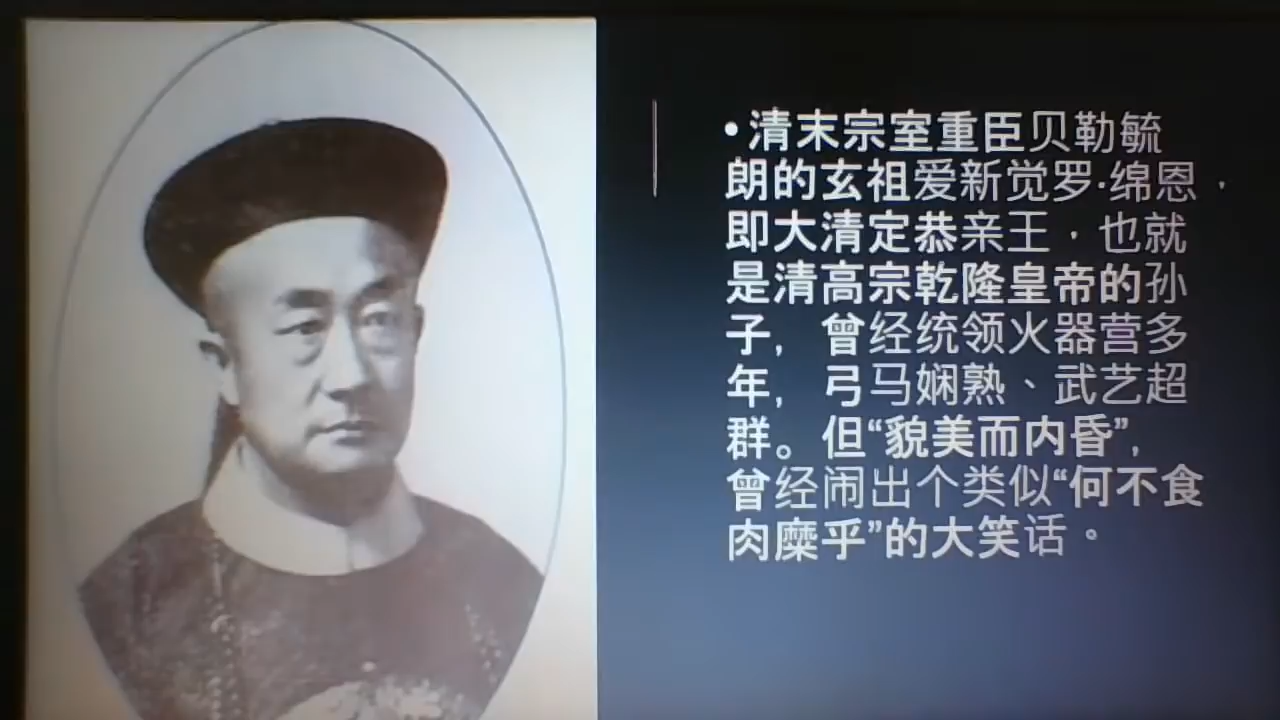 •清末宗室重臣贝勒毓
朗的玄祖爱新觉罗·绵恩，
即大清定恭亲王，也就
是清高宗乾隆皇帝的孙
子，曾经统领火器营多
年，弓马娴熟、武艺超
群。但“貌美而内昏”，
曾经闹出个类似“何不食
肉糜乎”的大笑话。